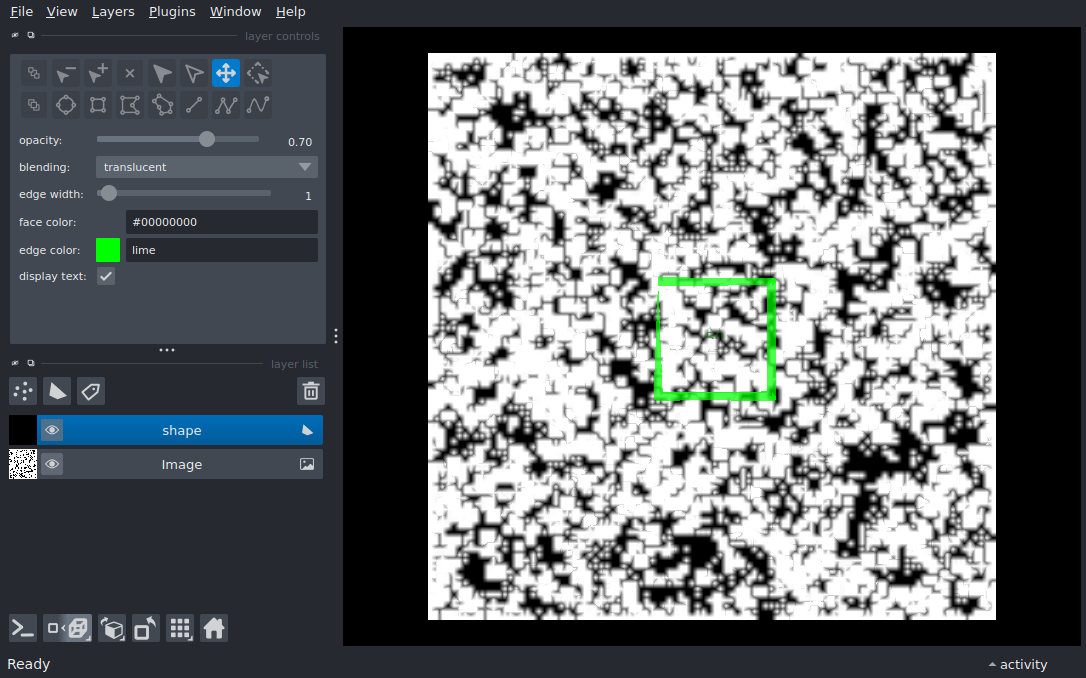 File View Layers Plugins Window Help
layer controls
opacity: 0.70
blending: translucent
edge width: 1
face color: #00000000
edge color: lime
display text:
layer list
shape
Image
Ready
activity